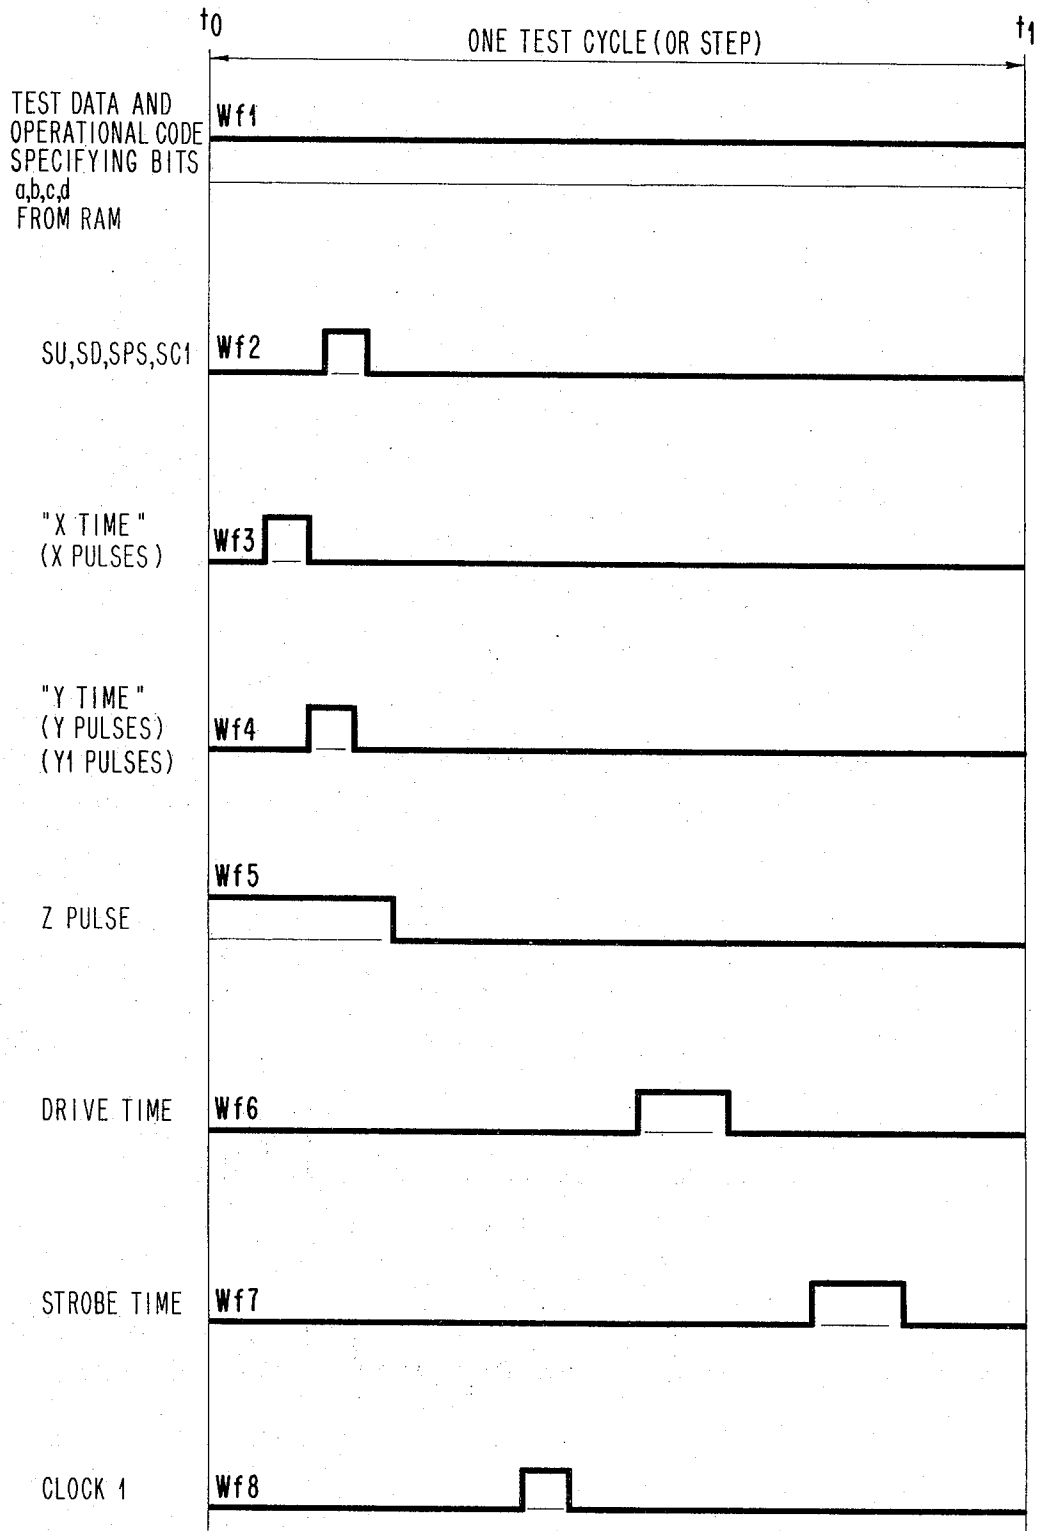 t0
t1
ONE TEST CYCLE (OR STEP)
TEST DATA AND
OPERATIONAL CODE
SPECIFYING BITS
a,b,c,d
FROM RAM
Wf1
SU,SD,SPS,SC1
Wf2
"X TIME"
(X PULSES)
Wf3
"Y TIME"
(Y PULSES)
(Y1 PULSES)
Wf4
Wf5
Z PULSE
DRIVE TIME
Wf6
STROBE TIME
Wf7
CLOCK 1
Wf8